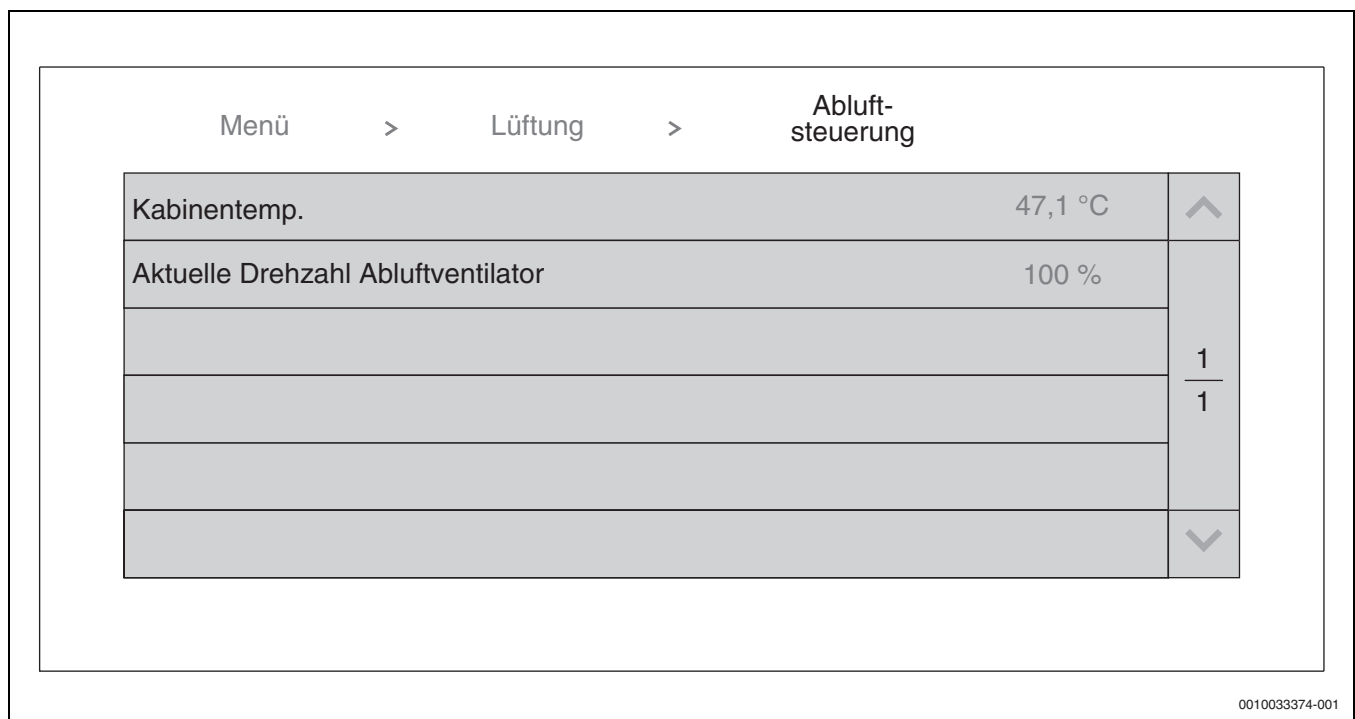 Menü > Lüftung > Abluft-
steuerung
Kabinentemp. 47,1 °C
Aktuelle Drehzahl Abluftventilator 100 %
1
1
0010033374-001